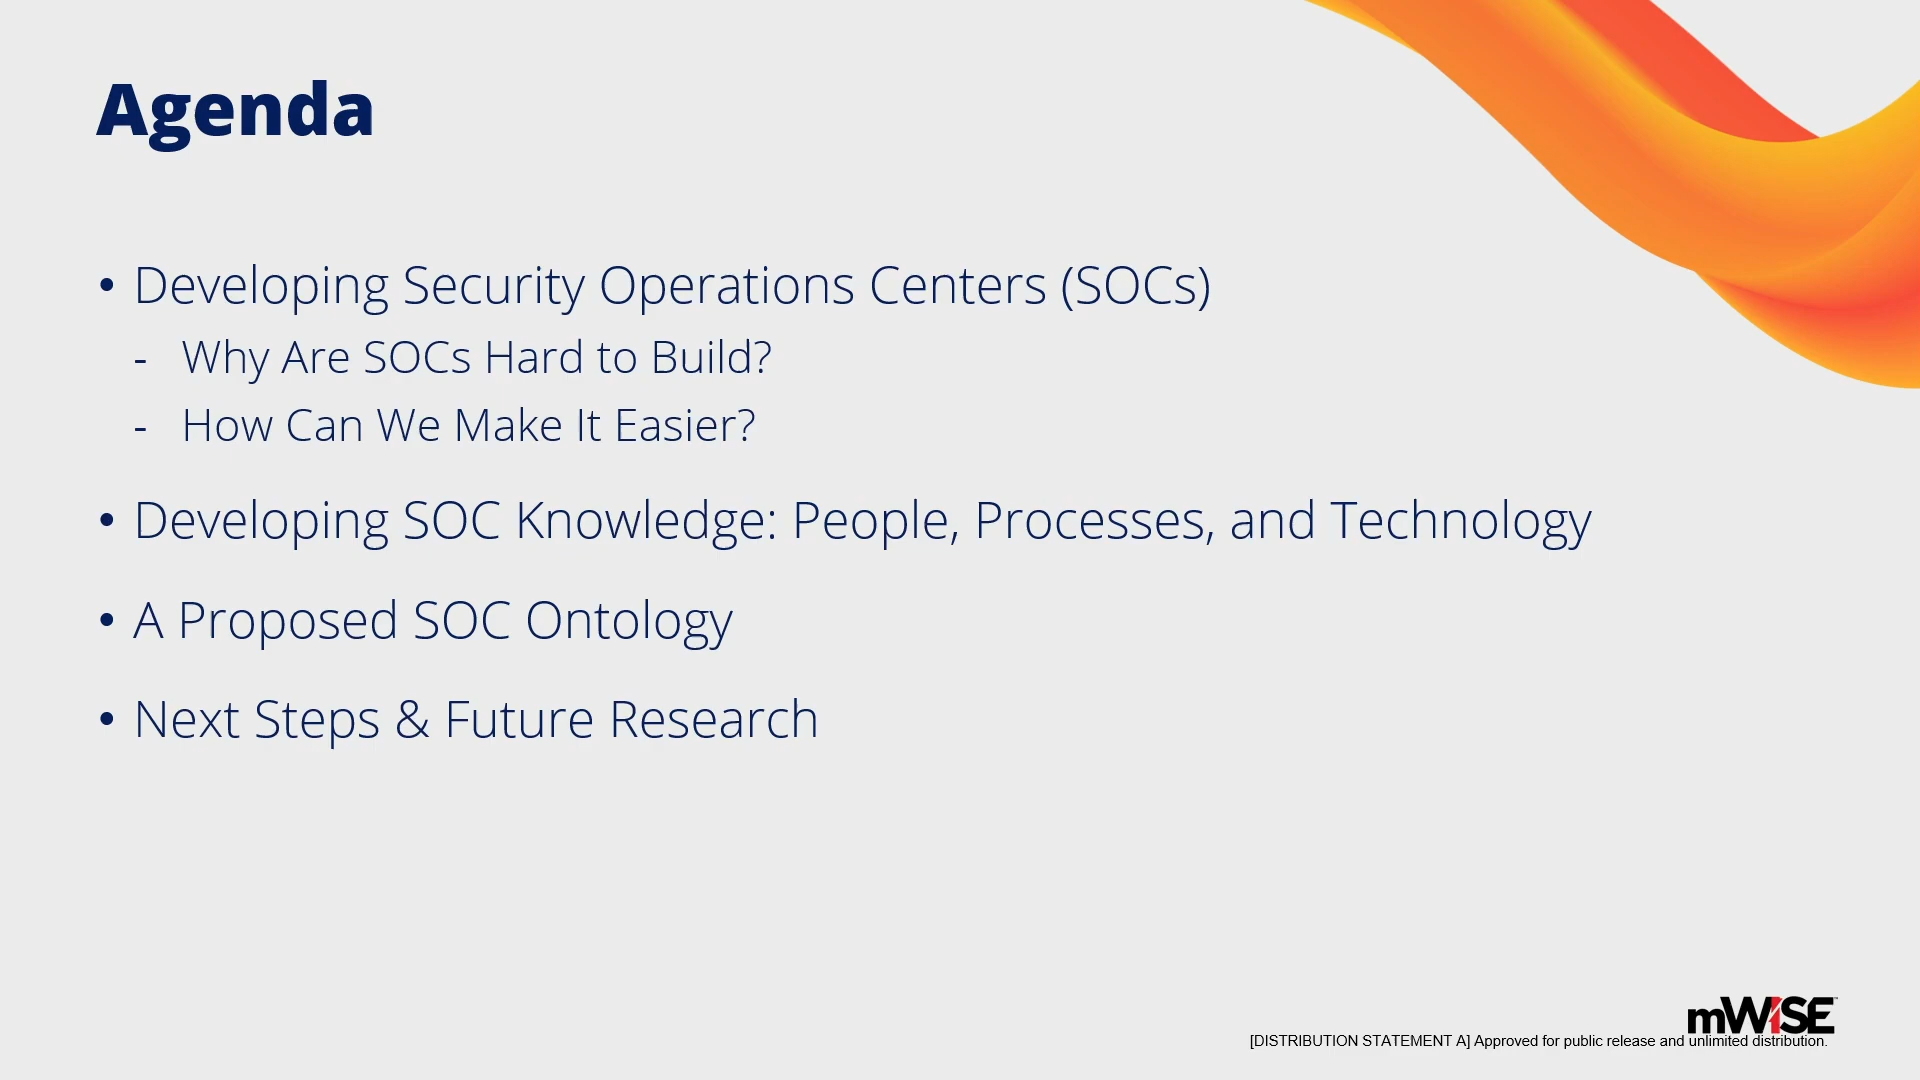 Agenda
• Developing Security Operations Centers (SOCs)
- Why Are SOCs Hard to Build?
- How Can We Make It Easier?
• Developing SOC Knowledge: People, Processes, and Technology
• A Proposed SOC Ontology
• Next Steps & Future Research
mWISE
[DISTRIBUTION STATEMENT A] Approved for public release and unlimited distribution.